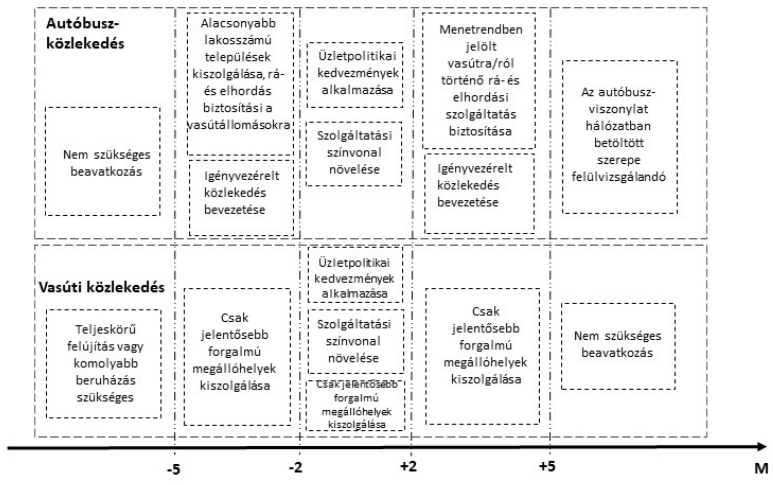 Autóbusz-
közlekedés
Nem szükséges
beavatkozás
Alacsonyabb
lakosszámú
települések
kiszolgálása, rá-
és elhordás
biztosítási a
vasútállomásokra
Igényvezérelt
közlekedés
bevezetése
Üzletpolitikai
kedvezmények
alkalmazása
Szolgáltatási
színvonal
növelése
Menetrendben
jelölt
vasútra/ról
történő rá- és
elhordási
szolgáltatás
biztosítása
Igényvezérelt
közlekedés
bevezetése
Az autóbusz-
viszonylat
hálózatban
betöltött
szerepe
felülvizsgálandó
Vasúti közlekedés
Teljeskörű
felújítás vagy
komolyabb
beruházás
szükséges
Csak
jelentősebb
forgalmú
megállóhelyek
kiszolgálása
Üzletpolitikai
kedvezmények
alkalmazása
Szolgáltatási
színvonal
növelése
Csak jelentősebb
forgalmú
megállóhelyek
kiszolgálása
Csak
jelentősebb
forgalmú
megállóhelyek
kiszolgálása
Nem szükséges
beavatkozás
-5
-2
+2
+5
M